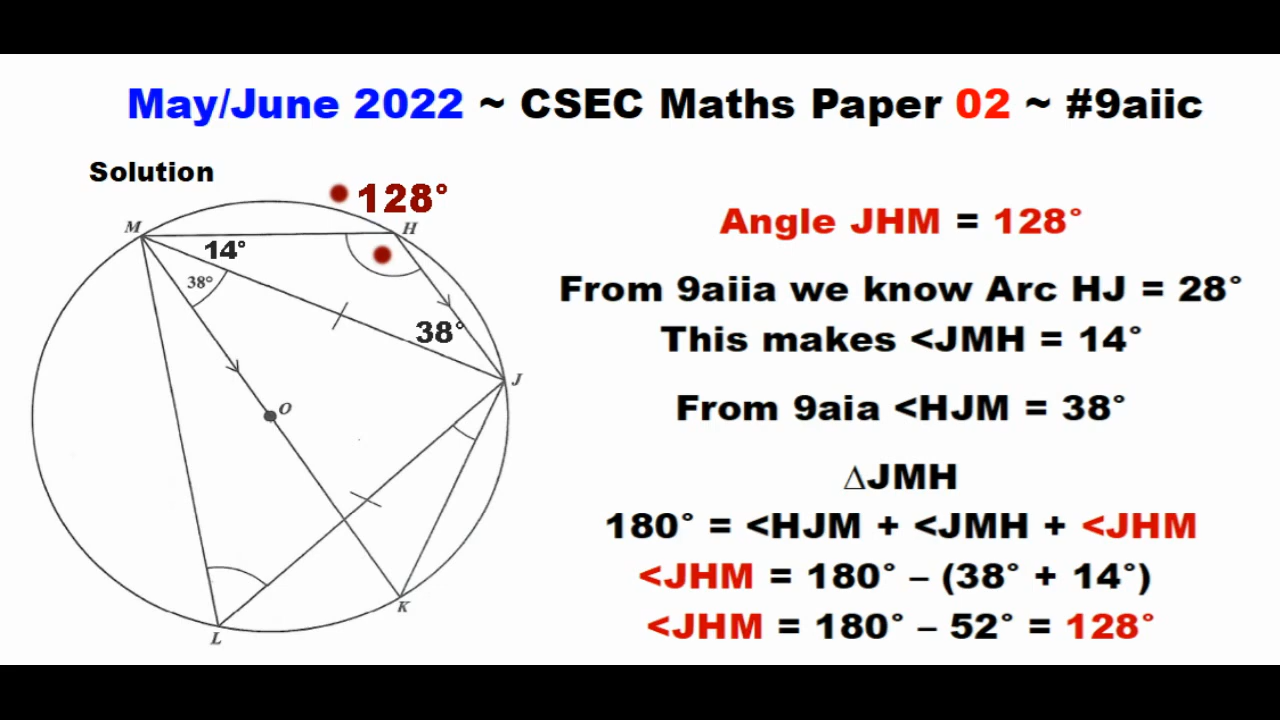 May/June 2022 ~ CSEC Maths Paper 02 ~ #9aiic
Solution
128°
M
H
14°
38°
38°
J
O
K
L
Angle JHM = 128°
From 9aiia we know Arc HJ = 28°
This makes <JMH = 14°
From 9aia <HJM = 38°
△JMH
180° = <HJM + <JMH + <JHM
<JHM = 180° – (38° + 14°)
<JHM = 180° – 52° = 128°